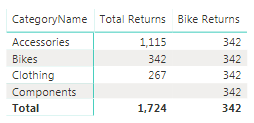 CategoryName Total Returns Bike Returns
Accessories 1,115 342
Bikes 342 342
Clothing 267 342
Components 342
Total 1,724 342